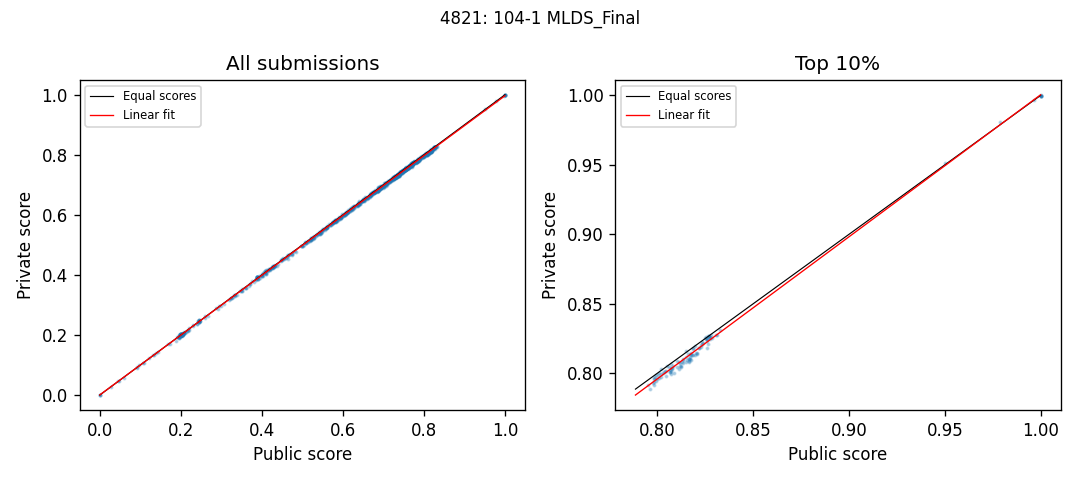 4821: 104-1 MLDS_Final
All submissions
Equal scores
Linear fit
Private score
1.0
0.8
0.6
0.4
0.2
0.0
0.0 0.2 0.4 0.6 0.8 1.0
Public score
Top 10%
Equal scores
Linear fit
Private score
1.00
0.95
0.90
0.85
0.80
0.80 0.85 0.90 0.95 1.00
Public score